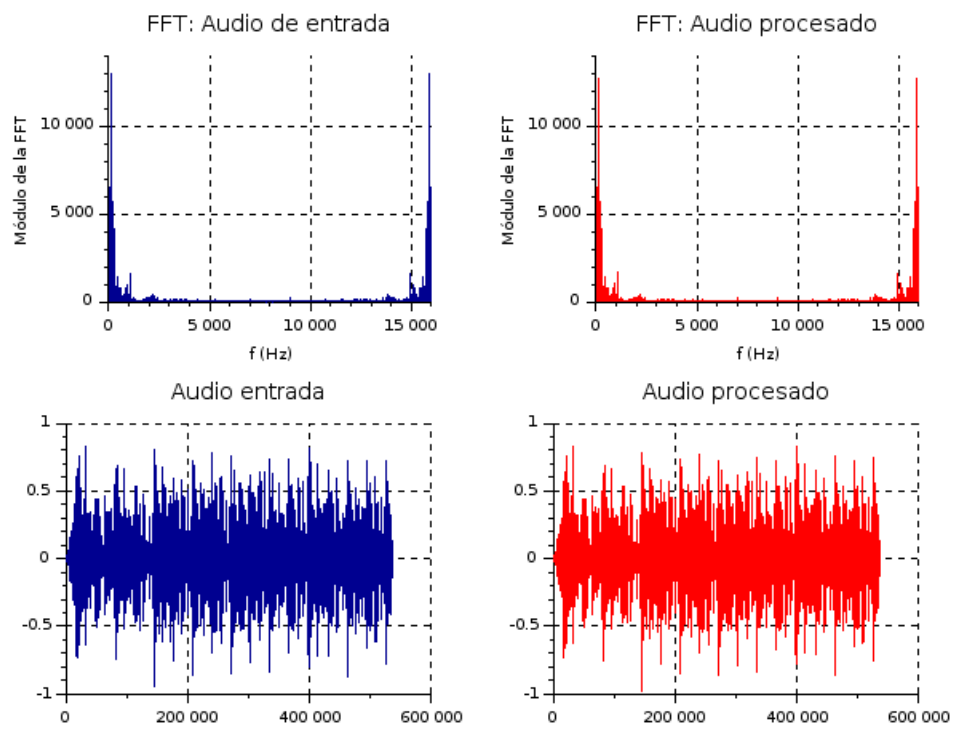 FFT: Audio de entrada
Módulo de la FFT
10 000
5 000
0
0 5 000 10 000 15 000
f (Hz)
FFT: Audio procesado
Módulo de la FFT
10 000
5 000
0
0 5 000 10 000 15 000
f (Hz)
Audio entrada
1
0.5
0
-0.5
-1
0 200 000 400 000 600 000
Audio procesado
1
0.5
0
-0.5
-1
0 200 000 400 000 600 000